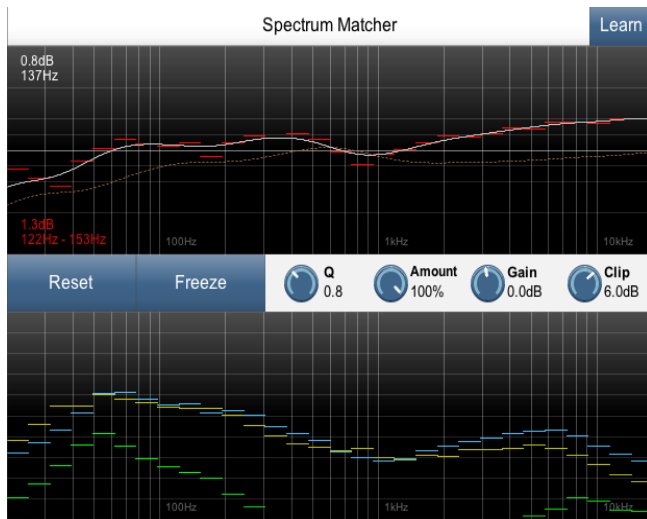 Spectrum Matcher
Learn
0.8dB
137Hz
1.3dB
122Hz - 153Hz
100Hz
1kHz
10kHz
Reset
Freeze
Q
0.8
Amount
100%
Gain
0.0dB
Clip
6.0dB
100Hz
1kHz
10kHz